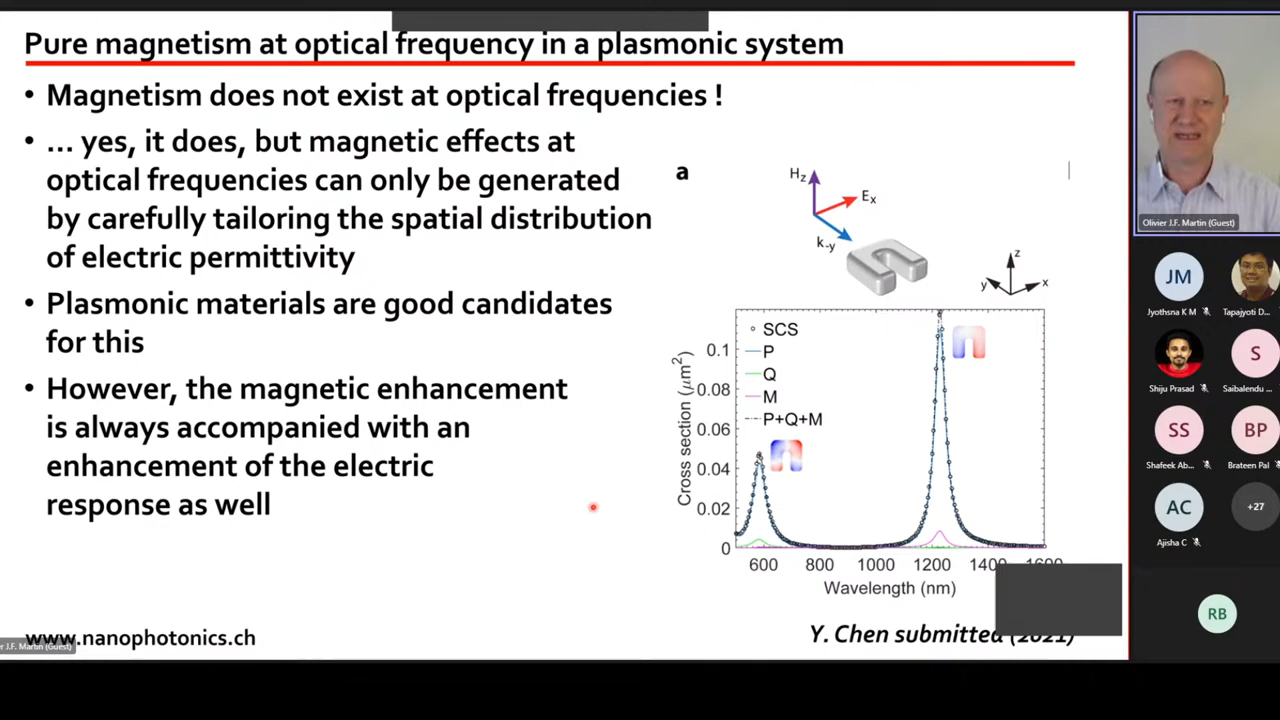 Pure magnetism at optical frequency in a plasmonic system
• Magnetism does not exist at optical frequencies !
• ... yes, it does, but magnetic effects at
optical frequencies can only be generated
by carefully tailoring the spatial distribution
of electric permittivity
• Plasmonic materials are good candidates
for this
• However, the magnetic enhancement
is always accompanied with an
enhancement of the electric
response as well
a
Hz
Ex
k-y
z
y
x
SCS
P
Q
M
P+Q+M
Cross section (μm²)
0.1
0.08
0.06
0.04
0.02
0
600 800 1000 1200 1400 1600
Wavelength (nm)
www.nanophotonics.ch
Y. Chen submitted (2021)
er J.F. Martin (Guest)
Olivier J.F. Martin (Guest)
JM
Jyothsna K M
Tapajyoti D...
Shiju Prasad
S
Saibalendu ...
SS
Shafeek Ab...
BP
Brateen Pal
AC
Ajisha C
+27
RB